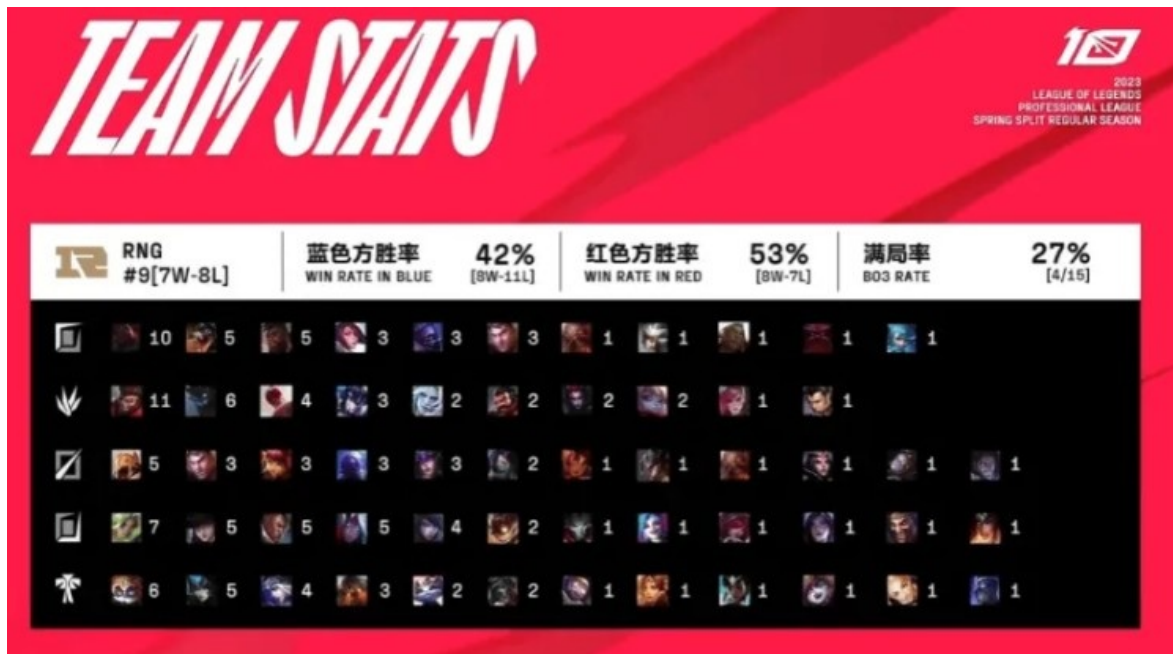 TEAM STATS
10
2023
LEAGUE OF LEGENDS
PROFESSIONAL LEAGUE
SPRING SPLIT REGULAR SEASON
RNG
#9[7W-8L]
蓝色方胜率 42%
WIN RATE IN BLUE [8W-11L]
红色方胜率 53%
WIN RATE IN RED [8W-7L]
满局率 27%
BO3 RATE [4/15]
10 5 5 3 3 3 1 1 1 1 1
11 6 4 3 2 2 2 2 1 1
5 3 3 3 3 2 1 1 1 1 1 1
7 5 5 5 4 2 1 1 1 1 1 1
6 5 4 3 2 2 1 1 1 1 1 1